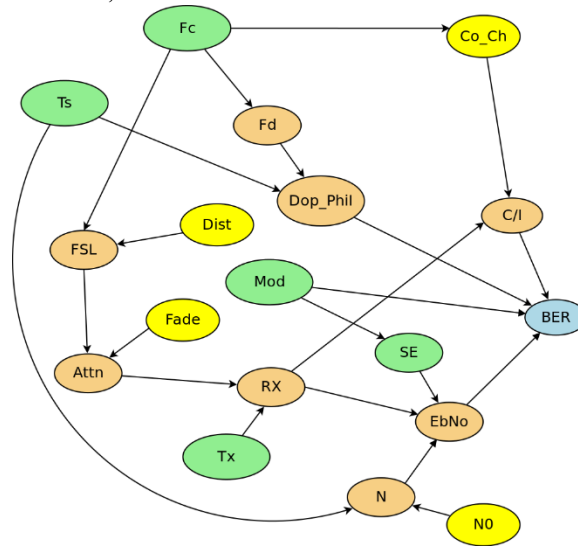 Fc
Co_Ch
Ts
Fd
Dop_Phil
C/I
Dist
FSL
Mod
Fade
BER
SE
Attn
RX
EbNo
Tx
N
N0